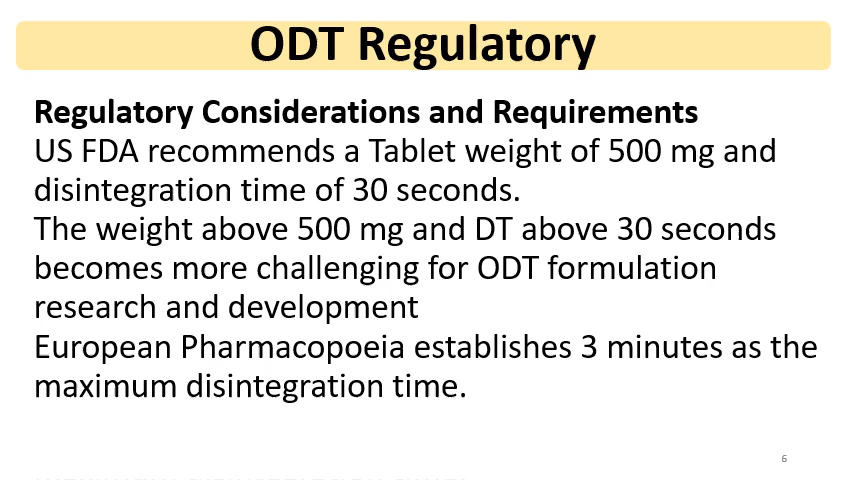 ODT Regulatory
Regulatory Considerations and Requirements
US FDA recommends a Tablet weight of 500 mg and
disintegration time of 30 seconds.
The weight above 500 mg and DT above 30 seconds
becomes more challenging for ODT formulation
research and development
European Pharmacopoeia establishes 3 minutes as the
maximum disintegration time.
6